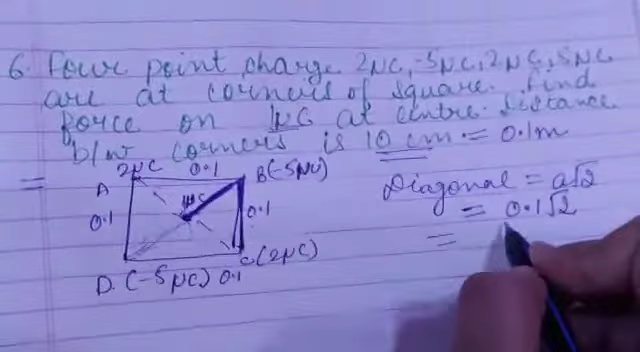 6. Four point charge 2μC, -5μC, 2μC, 5μC
are at corners of square. Find
force on 1μC at centre. distance
b/w corners is 10 cm = 0.1m
=
2μC 0.1 B(-5μC)
A 1μC
0.1 0.1
C(2μC)
D. (-5μC) 0.1
Diagonal = a√2
= 0.1√2
=